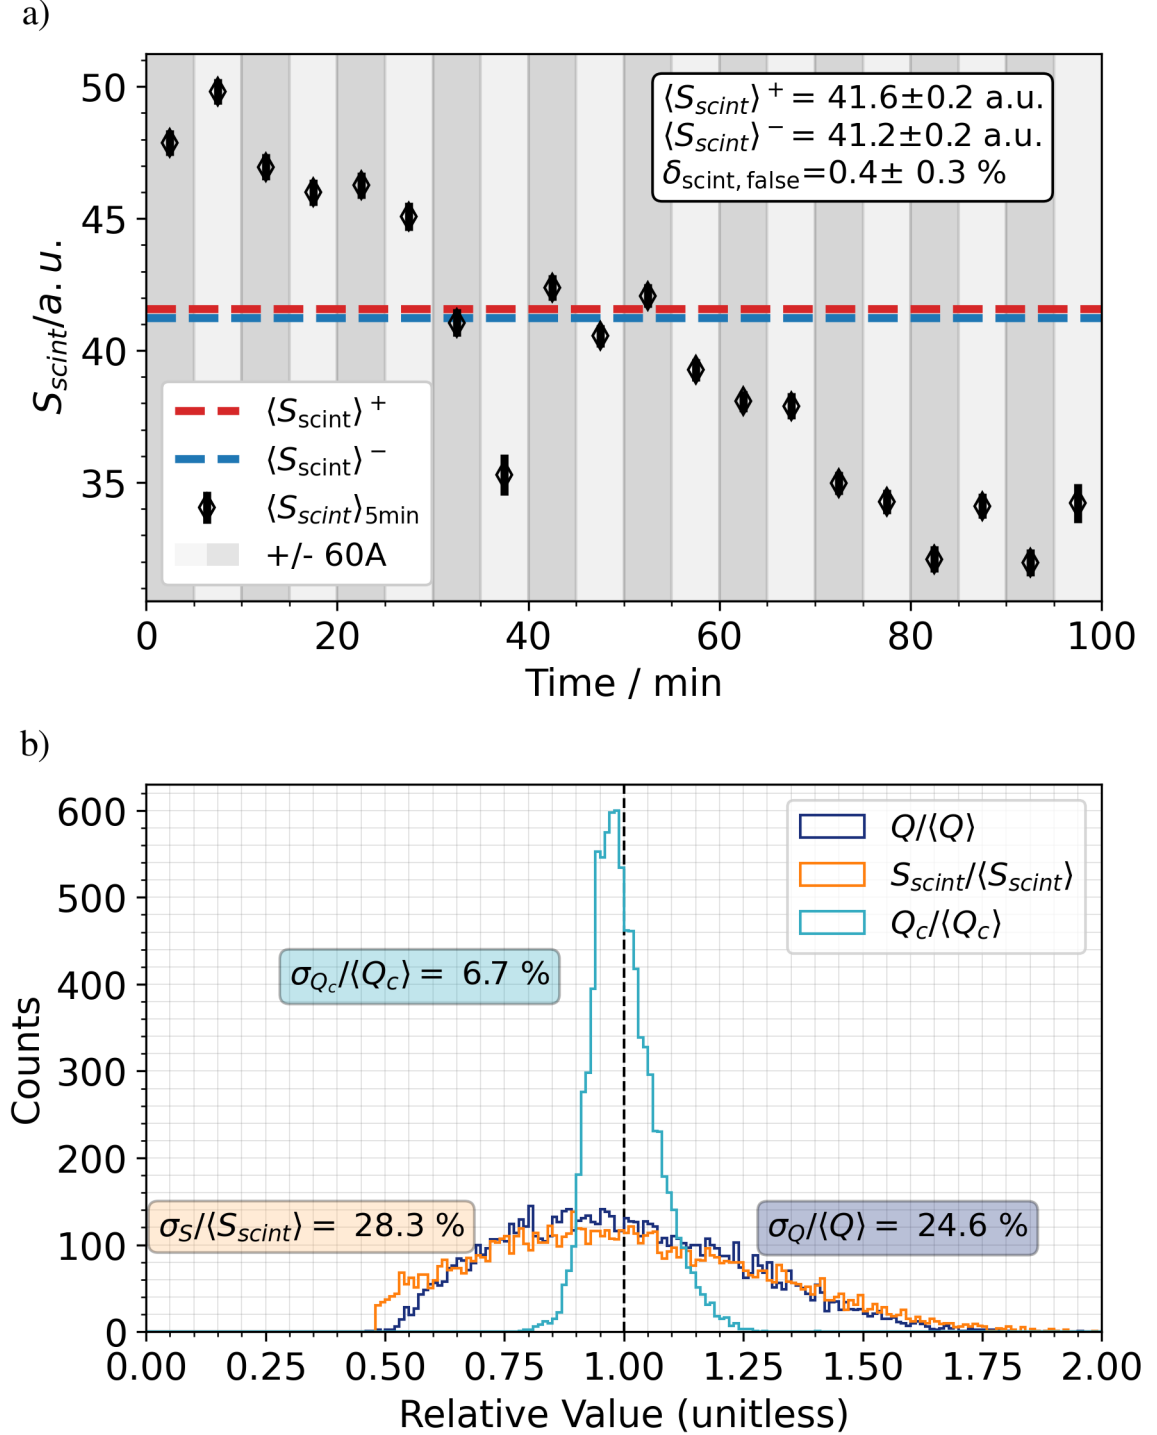 a)
50
45
40
35
S_scint/a.u.
⟨S_scint⟩⁺= 41.6±0.2 a.u.
⟨S_scint⟩⁻= 41.2±0.2 a.u.
δ_scint, false=0.4± 0.3 %
⟨S_scint⟩⁺
⟨S_scint⟩⁻
⟨S_scint⟩_5min
+/- 60A
0 20 40 60 80 100
Time / min
b)
600
500
400
300
200
100
0
Counts
Q/⟨Q⟩
S_scint/⟨S_scint⟩
Q_c/⟨Q_c⟩
σ_Q_c/⟨Q_c⟩ = 6.7 %
σ_S/⟨S_scint⟩ = 28.3 %
σ_Q/⟨Q⟩ = 24.6 %
0.00 0.25 0.50 0.75 1.00 1.25 1.50 1.75 2.00
Relative Value (unitless)